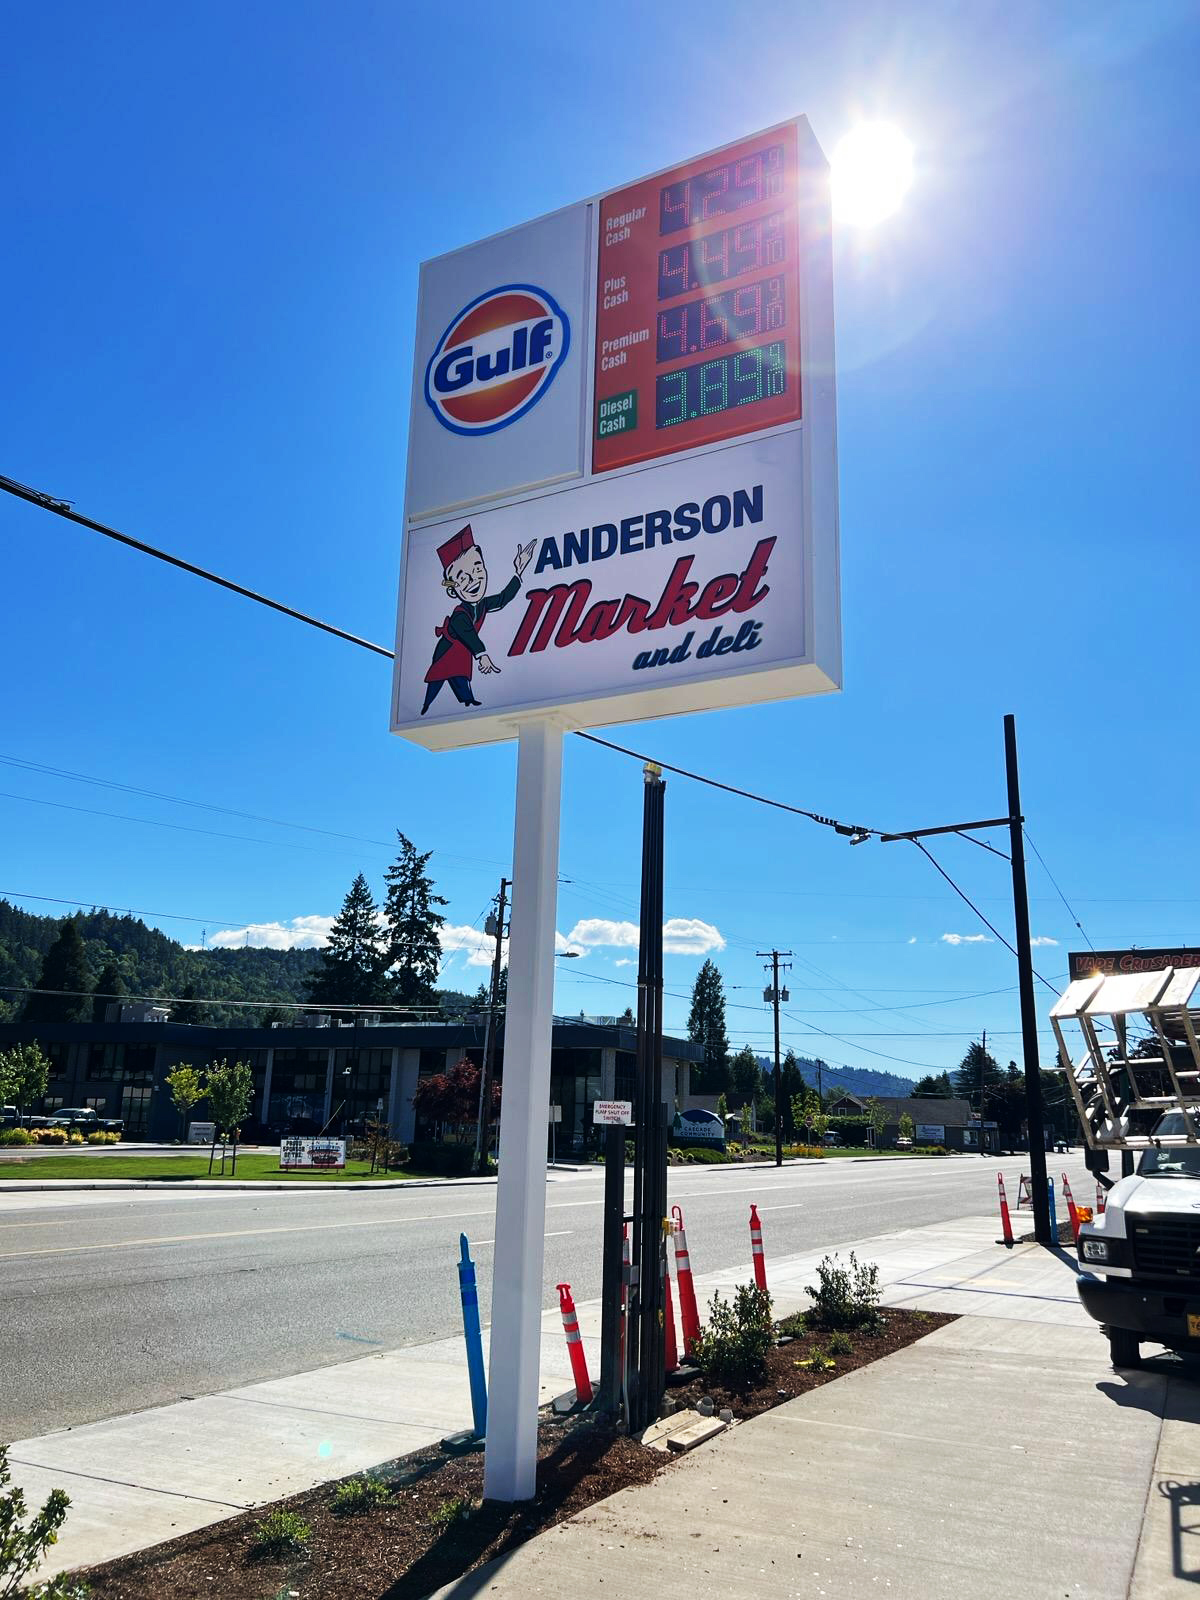 Gulf®
Regular
Cash
4.29 9/10
Plus
Cash
4.49 9/10
Premium
Cash
4.69 9/10
Diesel
Cash
3.89 9/10
ANDERSON
Market
and deli
VAPE CRUSADER
EMERGENCY
PUMP SHUT OFF
SWITCH
CASCADE
COMMUNITY
SPONSOR